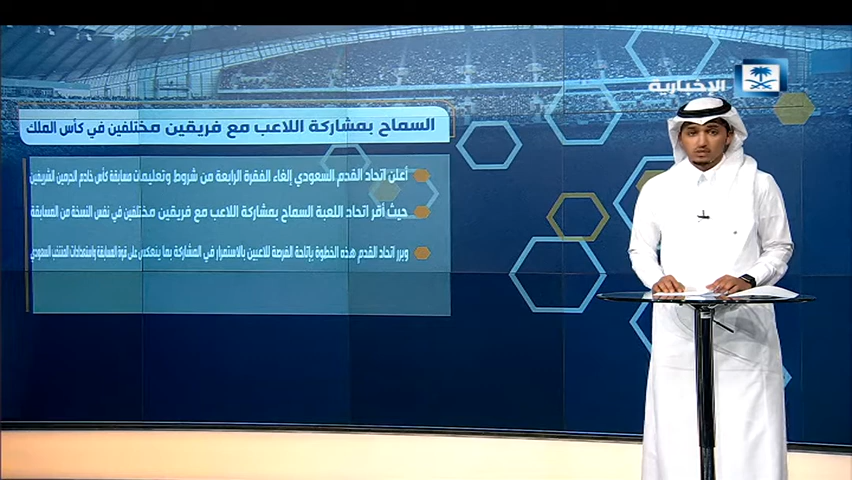 الإخبارية
السماح بمشاركة اللاعب مع فريقين مختلفين في كأس الملك
أعلن اتحاد القدم السعودي إلغاء الفقرة الرابعة من شروط وتعليمات مسابقة كأس خادم الحرمين الشريفين
حيث أقر اتحاد اللعبة السماح بمشاركة اللاعب مع فريقين مختلفين في نفس النسخة من المسابقة
وبرر اتحاد القدم هذه الخطوة بإتاحة الفرصة للاعبين بالاستمرار في المشاركة بما ينعكس على قوة المسابقة واستعدادات المنتخب السعودي